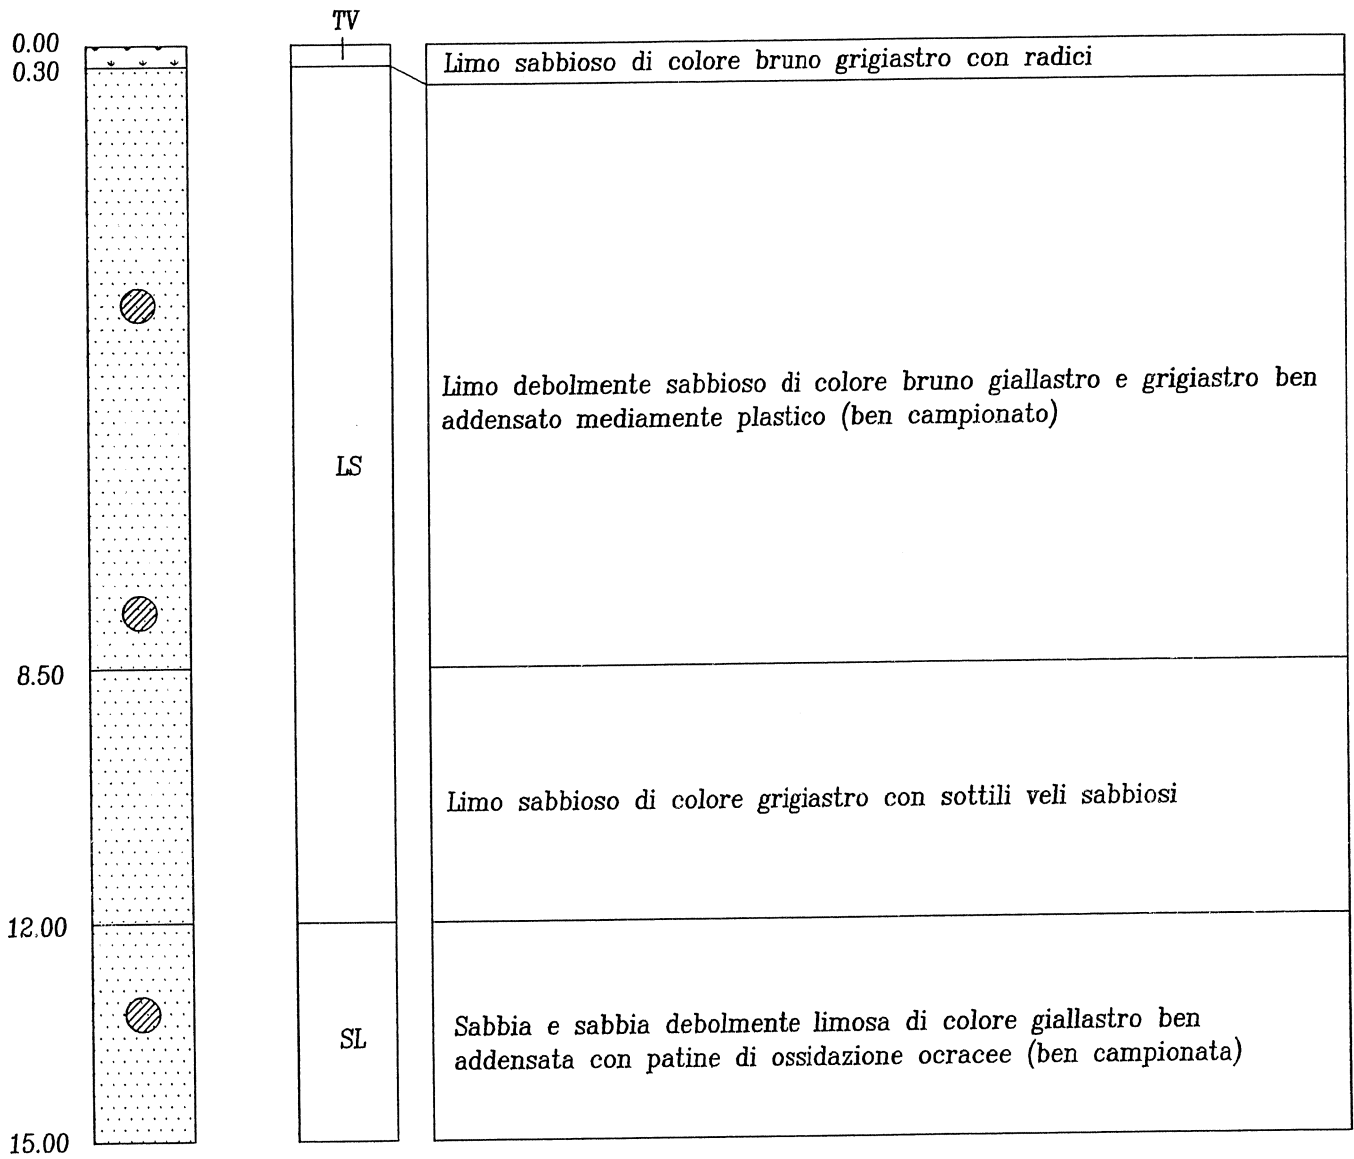 TV
0.00
0.30
Limo sabbioso di colore bruno grigiastro con radici
Limo debolmente sabbioso di colore bruno giallastro e grigiastro ben
addensato mediamente plastico (ben campionato)
LS
8.50
Limo sabbioso di colore grigiastro con sottili veli sabbiosi
12.00
Sabbia e sabbia debolmente limosa di colore giallastro ben
addensata con patine di ossidazione ocracee (ben campionata)
SL
15.00